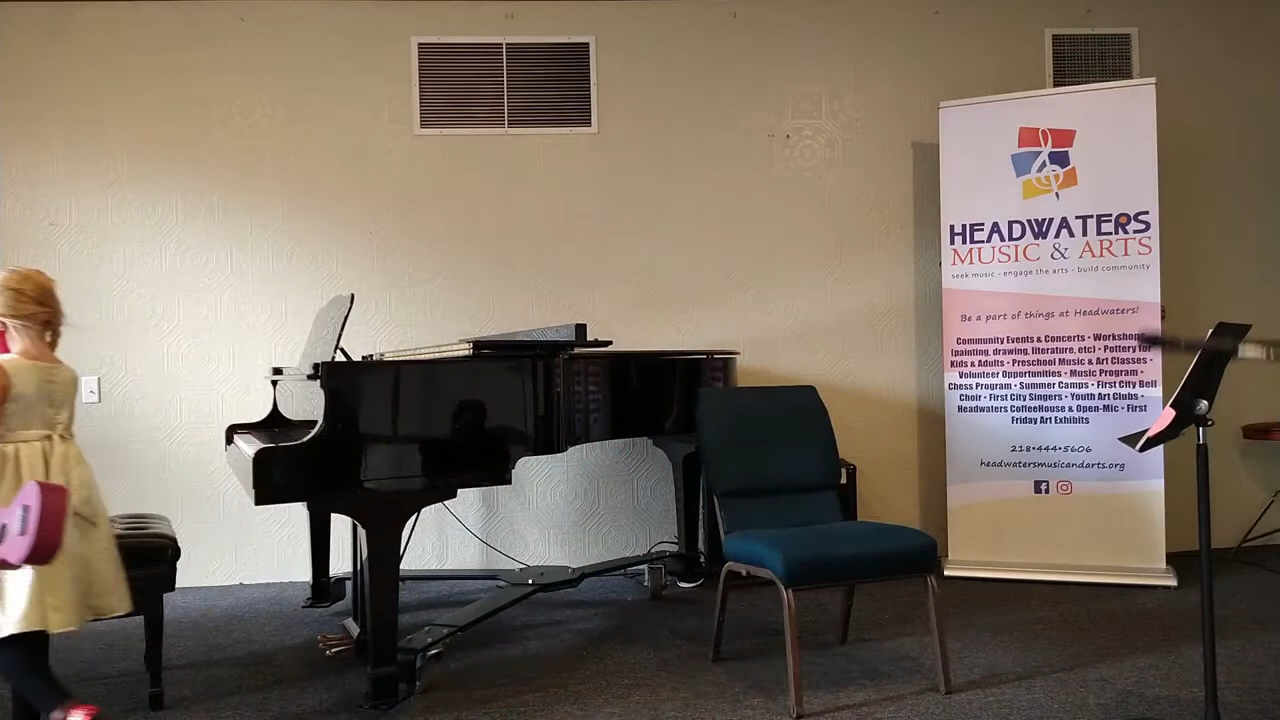 HEADWATERS
MUSIC & ARTS
seek music - engage the arts - build community
Be a part of things at Headwaters!
Community Events & Concerts • Workshop
(painting, drawing, literature, etc) • Pottery for
Kids & Adults • Preschool Music & Art Classes •
Volunteer Opportunities • Music Program •
Chess Program • Summer Camps • First City Bell
Choir • First City Singers • Youth Art Clubs •
Headwaters CoffeeHouse & Open-Mic • First
Friday Art Exhibits
218•444•5606
headwatersmusicandarts.org